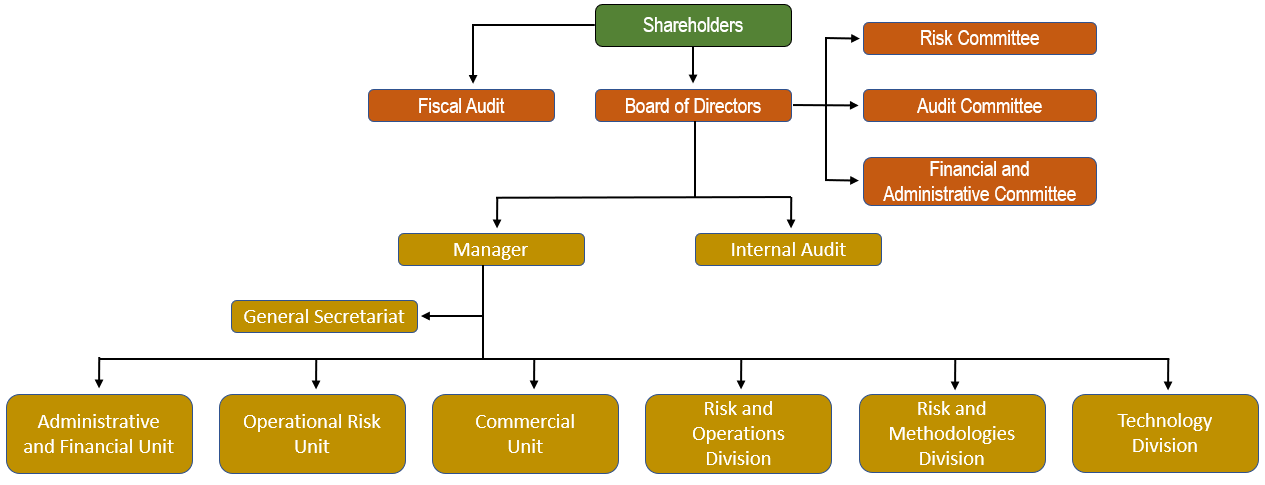 Shareholders
Risk Committee
Fiscal Audit
Board of Directors
Audit Committee
Financial and
Administrative Committee
Manager
Internal Audit
General Secretariat
Administrative
and Financial Unit
Operational Risk
Unit
Commercial
Unit
Risk and
Operations
Division
Risk and
Methodologies
Division
Technology
Division